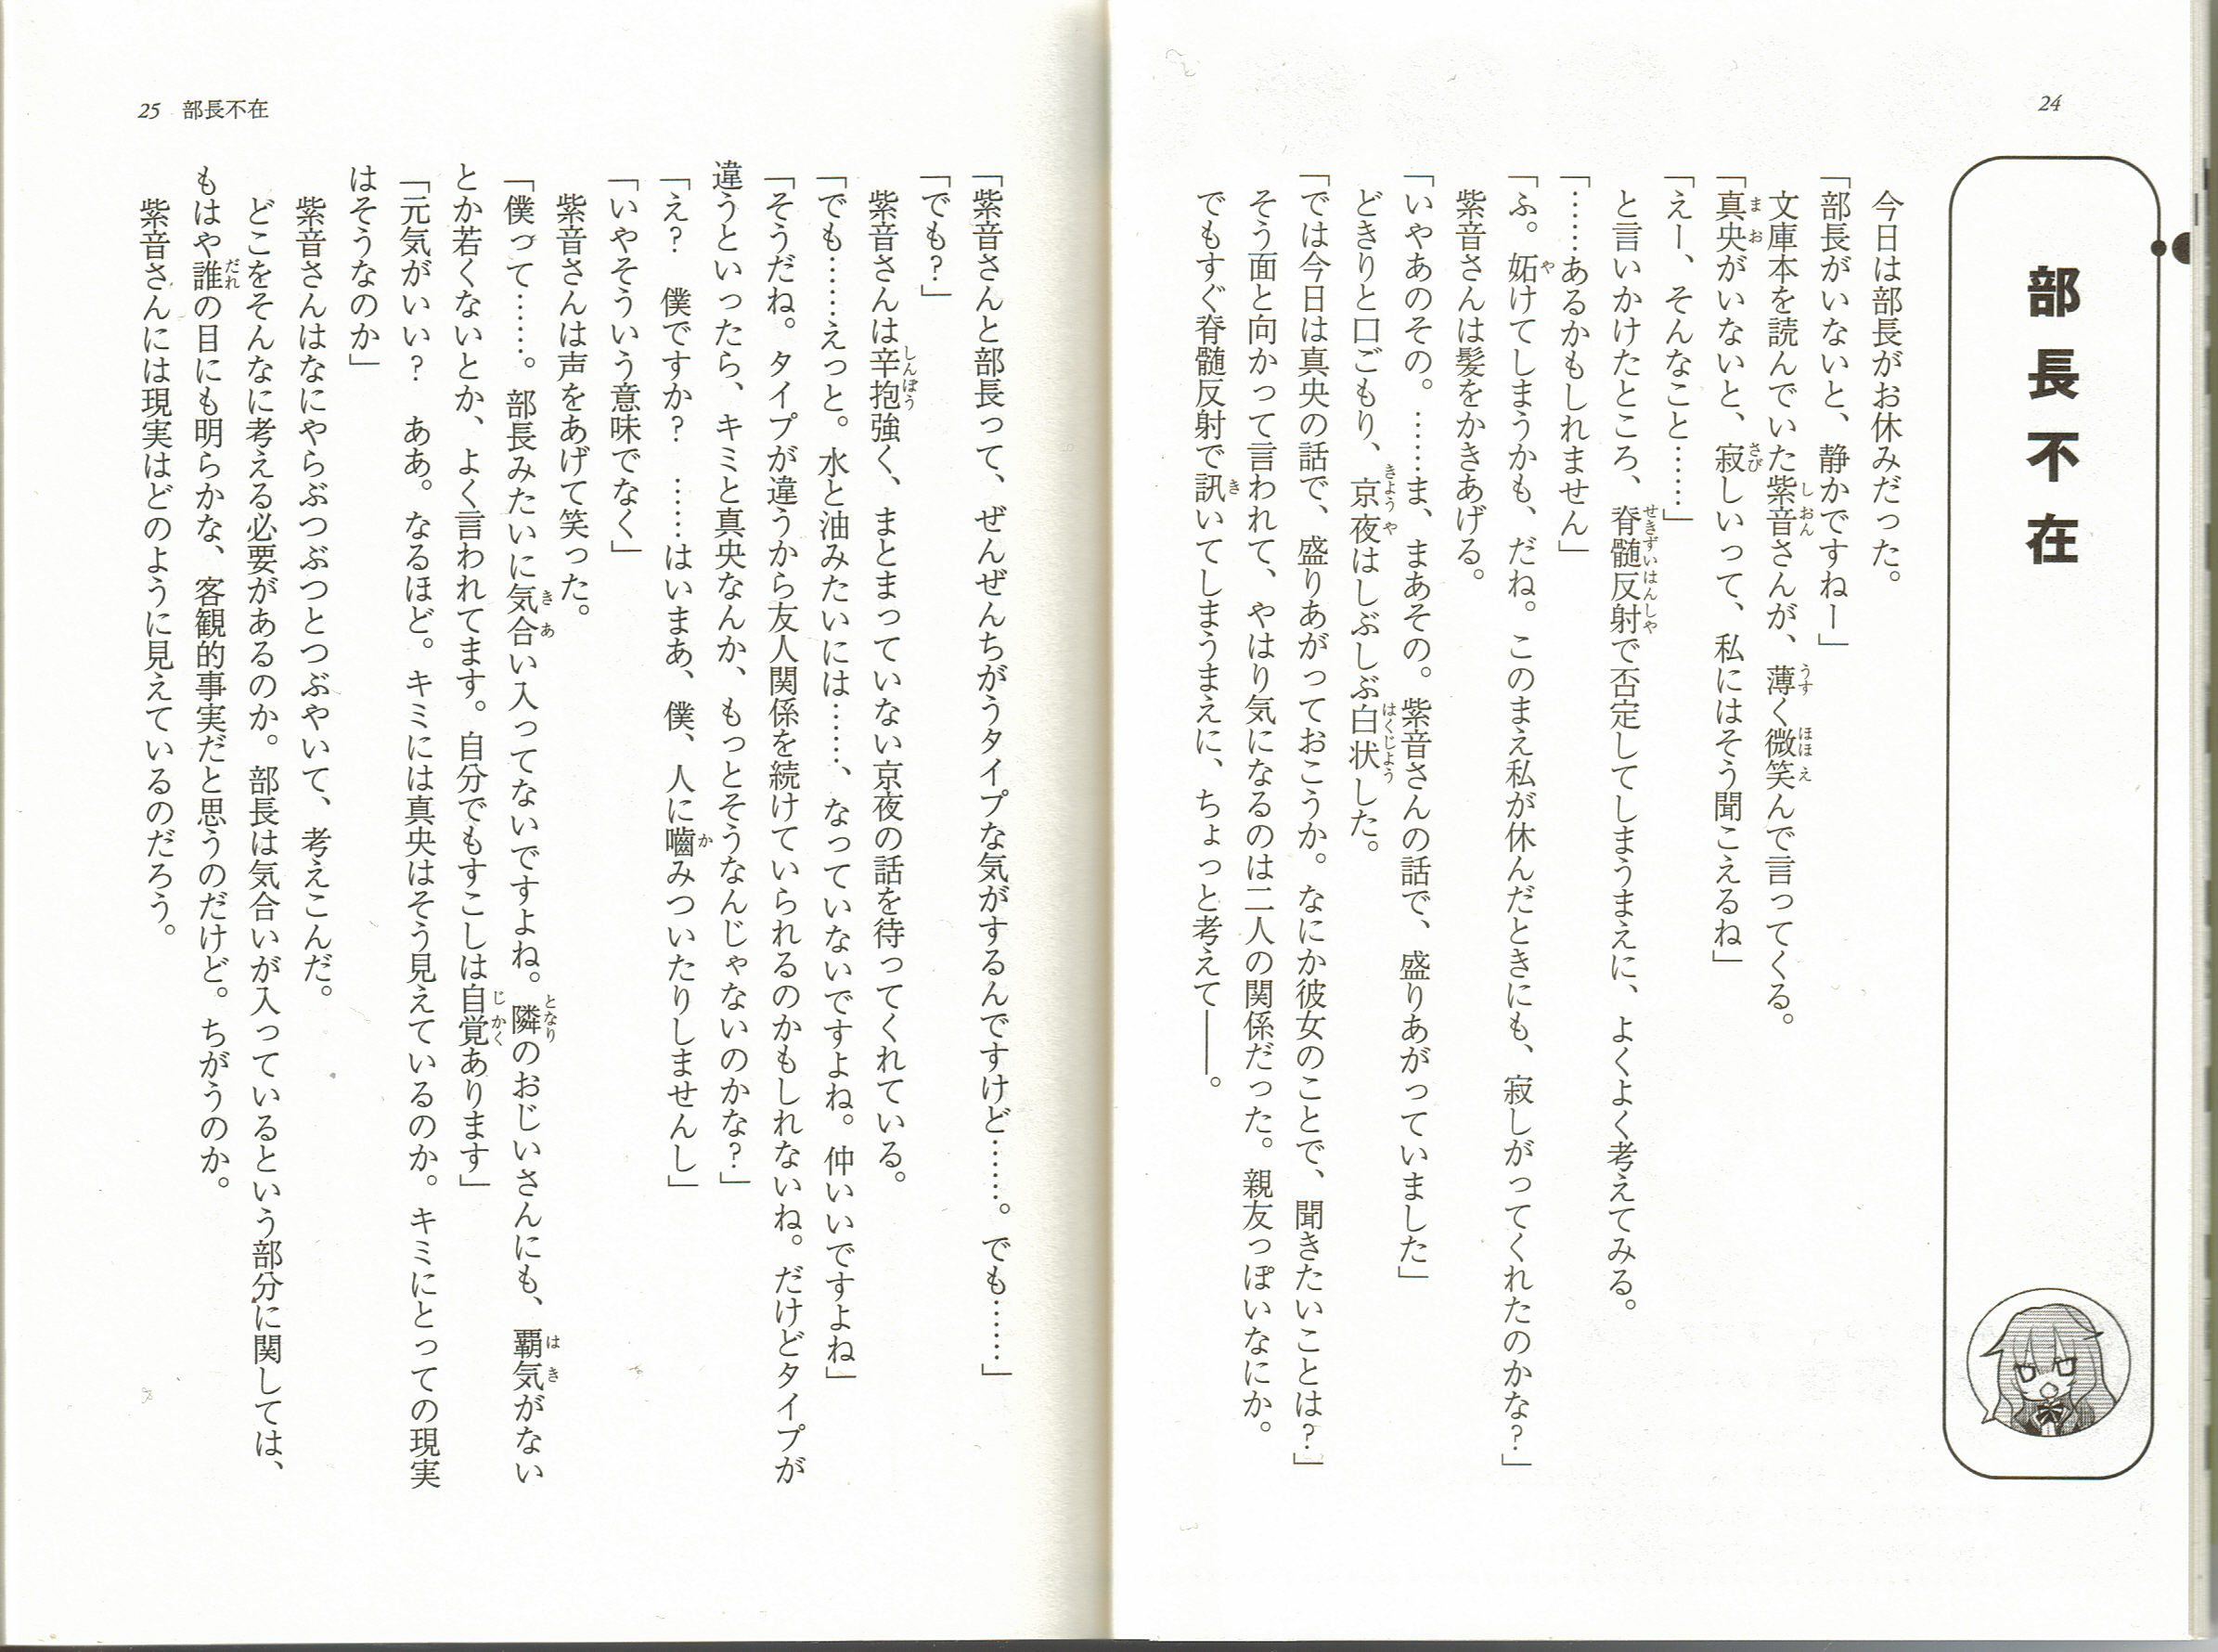 24
部長不在
今日は部長がお休みだった。
「部長がいないと、静かですねー」
文庫本を読んでいた紫音さんが、薄く微笑んで言ってくる。
「真央がいないと、寂しいって、私にはそう聞こえるね」
「えー、そんなこと……」
と言いかけたところ、脊髄反射で否定してしまうまえに、よくよく考えてみる。
「……あるかもしれません」
「ふ。妬けてしまうかも、だね。このまえ私が休んだときにも、寂しがってくれたのかな？」
紫音さんは髪をかきあげる。
「いやあのその。……ま、まあその。紫音さんの話で、盛りあがっていました」
どきりと口ごもり、京夜はしぶしぶ白状した。
「では今日は真央の話で、盛りあがっておこうか。なにか彼女のことで、聞きたいことは？」
そう面と向かって言われて、やはり気になるのは二人の関係だった。親友っぽいなにか。
でもすぐ脊髄反射で訊いてしまうまえに、ちょっと考えて――。
25 部長不在
「紫音さんと部長って、ぜんぜんちがうタイプな気がするんですけど……。でも……」
「でも？」
紫音さんは辛抱強く、まとまっていない京夜の話を待ってくれている。
「でも……えっと。水と油みたいには……、なっていないですよね。仲いいですよね」
「そうだね。タイプが違うから友人関係を続けていられるのかもしれないね。だけどタイプが
違うといったら、キミと真央なんか、もっとそうなんじゃないのかな？」
「え？　僕ですか？　……はいまあ、僕、人に嚙みついたりしませんし」
「いやそういう意味でなく」
紫音さんは声をあげて笑った。
「僕って……。部長みたいに気合い入ってないですよね。隣のおじいさんにも、覇気がない
とか若くないとか、よく言われてます。自分でもすこしは自覚あります」
「元気がいい？　ああ。なるほど。キミには真央はそう見えているのか。キミにとっての現実
はそうなのか」
紫音さんはなにやらぶつぶつとつぶやいて、考えこんだ。
どこをそんなに考える必要があるのか。部長は気合いが入っているという部分に関しては、
もはや誰の目にも明らかな、客観的事実だと思うのだけど。ちがうのか。
紫音さんには現実はどのように見えているのだろう。